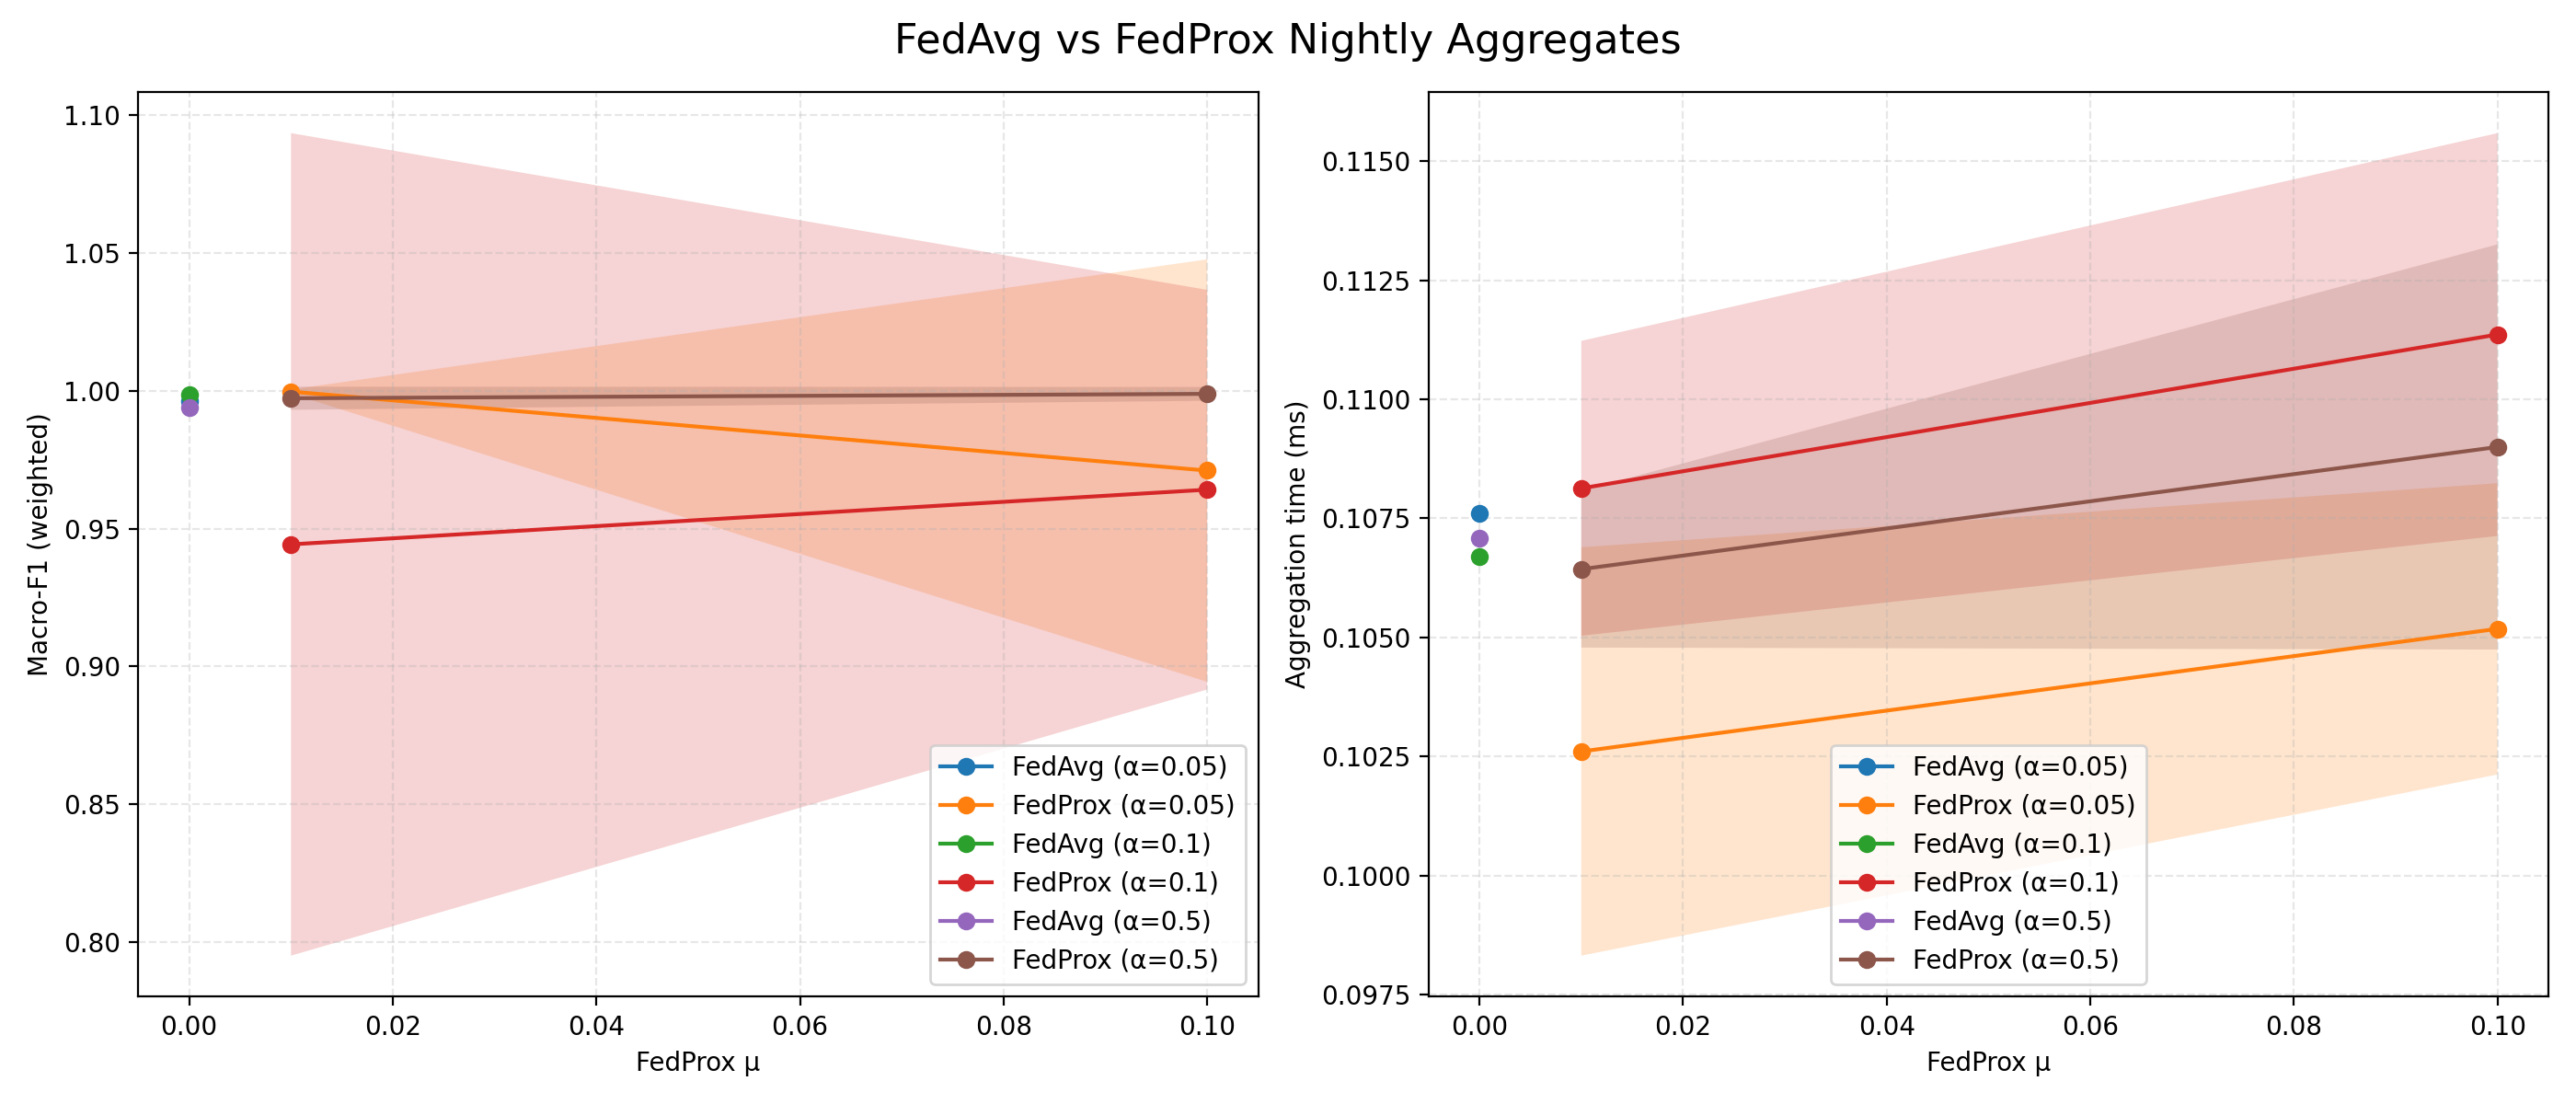 FedAvg vs FedProx Nightly Aggregates
Macro-F1 (weighted)
1.10
1.05
1.00
0.95
0.90
0.85
0.80
0.00 0.02 0.04 0.06 0.08 0.10
FedProx μ
FedAvg (α=0.05)
FedProx (α=0.05)
FedAvg (α=0.1)
FedProx (α=0.1)
FedAvg (α=0.5)
FedProx (α=0.5)
Aggregation time (ms)
0.1150
0.1125
0.1100
0.1075
0.1050
0.1025
0.1000
0.0975
0.00 0.02 0.04 0.06 0.08 0.10
FedProx μ
FedAvg (α=0.05)
FedProx (α=0.05)
FedAvg (α=0.1)
FedProx (α=0.1)
FedAvg (α=0.5)
FedProx (α=0.5)